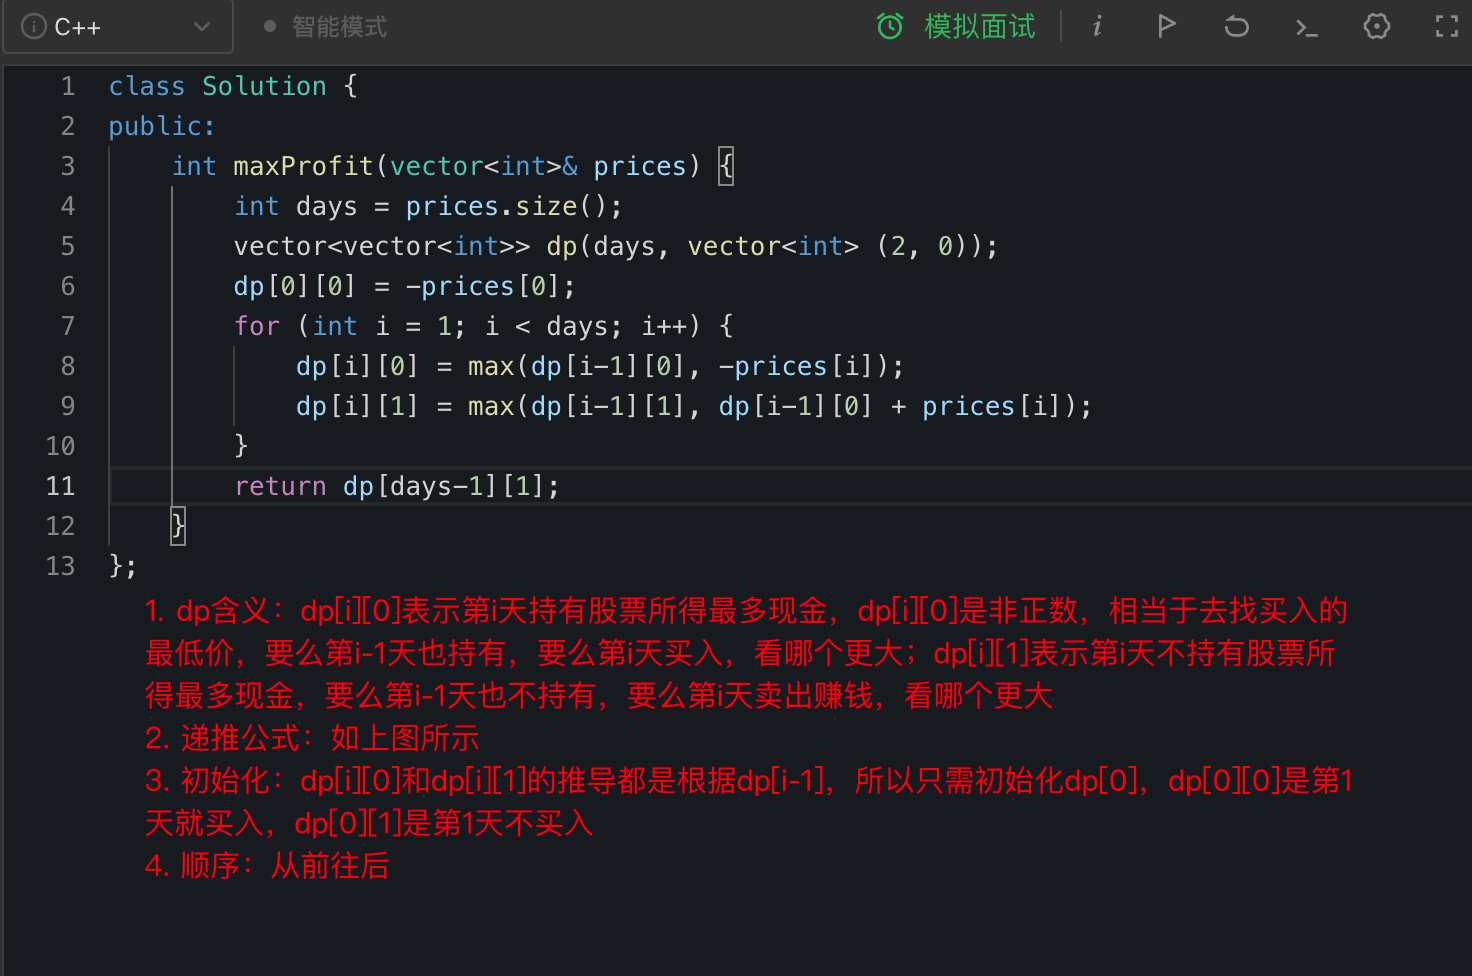 C++ 智能模式 模拟面试
1 class Solution {
2 public:
3 int maxProfit(vector<int>& prices) {
4 int days = prices.size();
5 vector<vector<int>> dp(days, vector<int> (2, 0));
6 dp[0][0] = -prices[0];
7 for (int i = 1; i < days; i++) {
8 dp[i][0] = max(dp[i-1][0], -prices[i]);
9 dp[i][1] = max(dp[i-1][1], dp[i-1][0] + prices[i]);
10 }
11 return dp[days-1][1];
12 }
13 };
1. dp含义：dp[i][0]表示第i天持有股票所得最多现金，dp[i][0]是非正数，相当于去找买入的
最低价，要么第i-1天也持有，要么第i天买入，看哪个更大；dp[i][1]表示第i天不持有股票所
得最多现金，要么第i-1天也不持有，要么第i天卖出赚钱，看哪个更大
2. 递推公式：如上图所示
3. 初始化：dp[i][0]和dp[i][1]的推导都是根据dp[i-1]，所以只需初始化dp[0]，dp[0][0]是第1
天就买入，dp[0][1]是第1天不买入
4. 顺序：从前往后